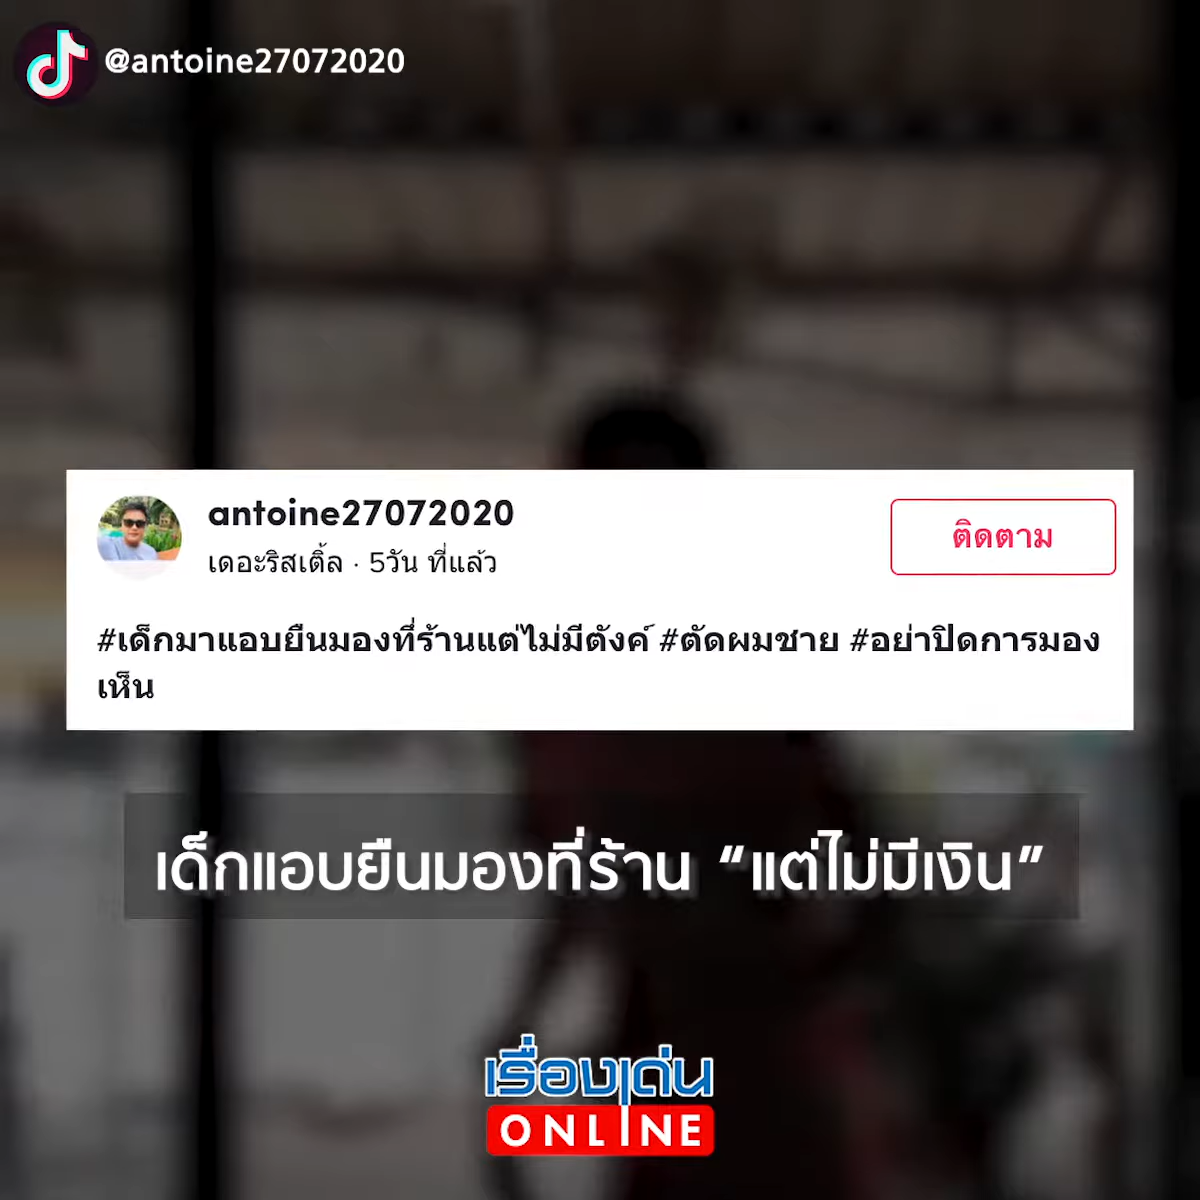 @antoine27072020
antoine27072020
เดอะริสเติ้ล · 5วัน ที่แล้ว
ติดตาม
#เด็กมาแอบยืนมองที่ร้านแต่ไม่มีตังค์ #ตัดผมชาย #อย่าปิดการมอง
เห็น
เด็กแอบยืนมองที่ร้าน “แต่ไม่มีเงิน”
เรื่องเด่น
ONLINE